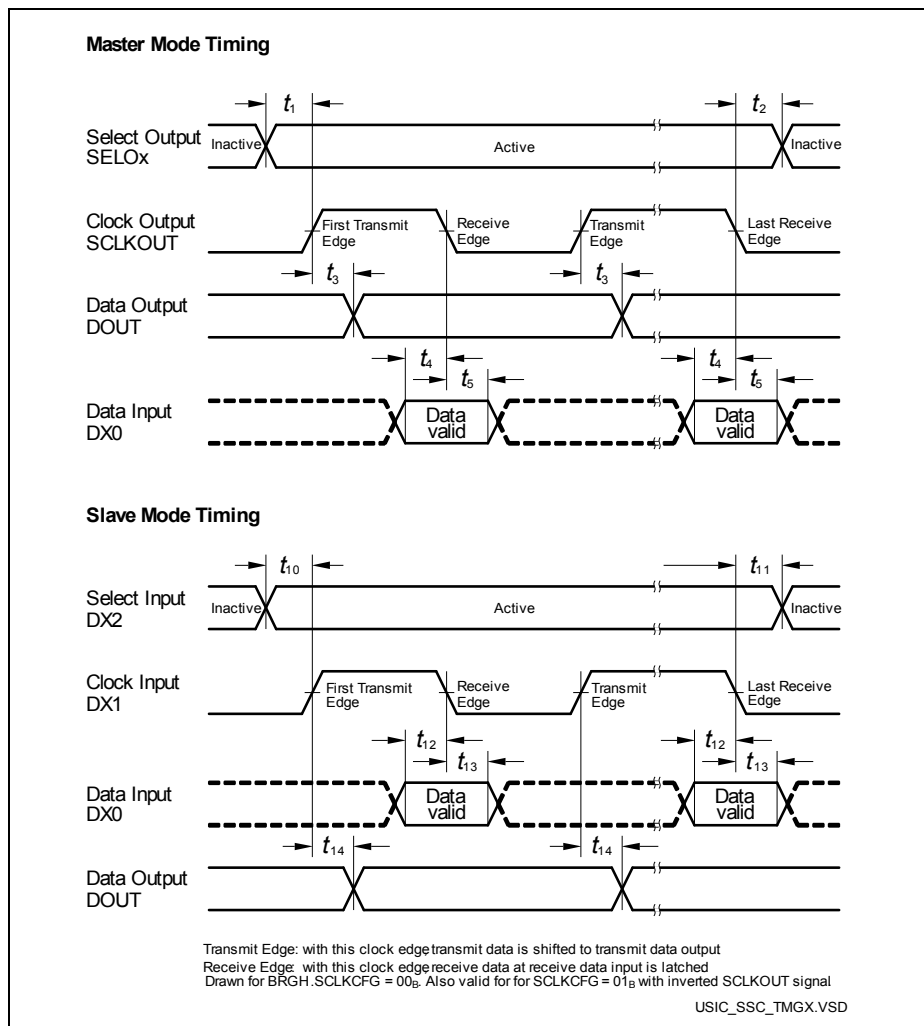 Master Mode Timing
t1
t2
Select Output
SELOx
Inactive
Active
Inactive
Clock Output
SCLKOUT
First Transmit
Edge
Receive
Edge
Transmit
Edge
Last Receive
Edge
t3
t3
Data Output
DOUT
t4
t5
t4
t5
Data Input
DX0
Data
valid
Data
valid
Slave Mode Timing
t10
t11
Select Input
DX2
Inactive
Active
Inactive
Clock Input
DX1
First Transmit
Edge
Receive
Edge
Transmit
Edge
Last Receive
Edge
t12
t13
t12
t13
Data Input
DX0
Data
valid
Data
valid
t14
t14
Data Output
DOUT
Transmit Edge: with this clock edge, transmit data is shifted to transmit data output
Receive Edge: with this clock edge, receive data at receive data input is latched
Drawn for BRGH.SCLKCFG = 00B. Also valid for for SCLKCFG = 01B with inverted SCLKOUT signal
USIC_SSC_TMGX.VSD